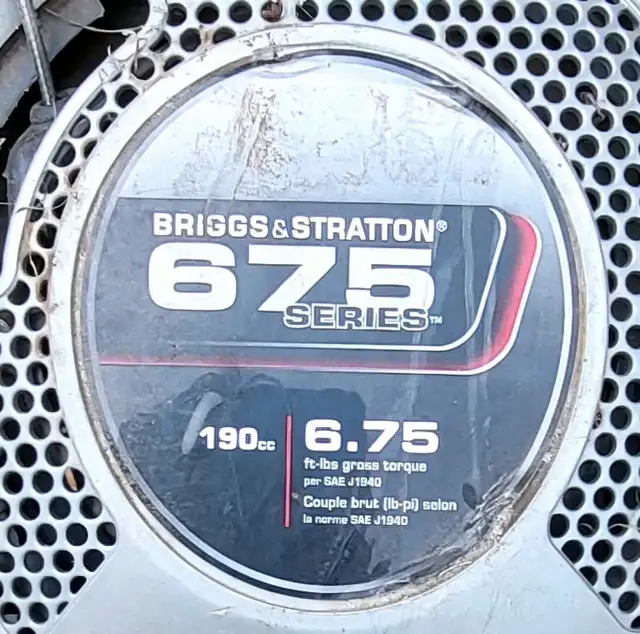 BRIGGS & STRATTON®
675
SERIES™
190cc
6.75
ft-lbs gross torque
per SAE J1940
Couple brut (lb-pi) selon
la norme SAE J1940